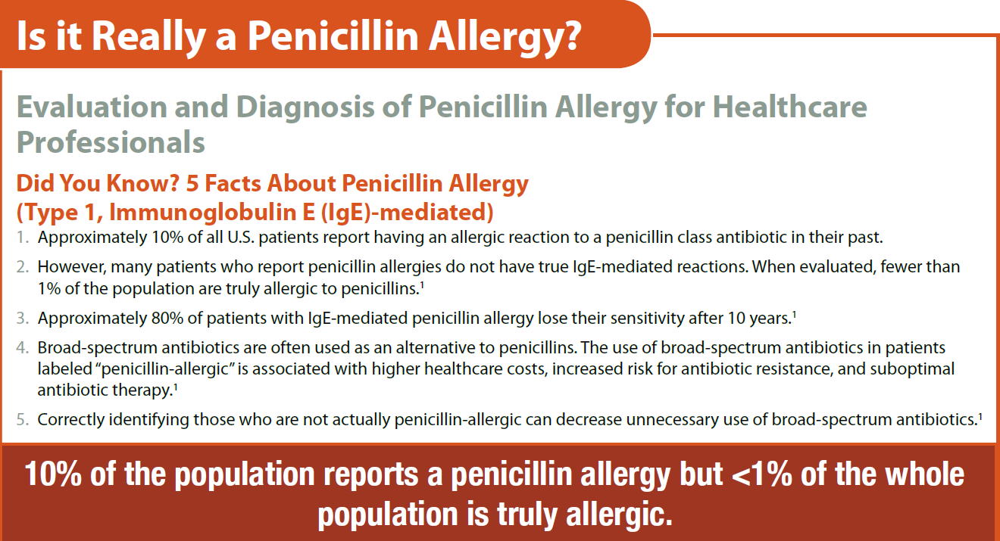 Is it Really a Penicillin Allergy?
Evaluation and Diagnosis of Penicillin Allergy for Healthcare
Professionals
Did You Know? 5 Facts About Penicillin Allergy
(Type 1, Immunoglobulin E (IgE)-mediated)
1. Approximately 10% of all U.S. patients report having an allergic reaction to a penicillin class antibiotic in their past.
2. However, many patients who report penicillin allergies do not have true IgE-mediated reactions. When evaluated, fewer than
1% of the population are truly allergic to penicillins.¹
3. Approximately 80% of patients with IgE-mediated penicillin allergy lose their sensitivity after 10 years.¹
4. Broad-spectrum antibiotics are often used as an alternative to penicillins. The use of broad-spectrum antibiotics in patients
labeled “penicillin-allergic” is associated with higher healthcare costs, increased risk for antibiotic resistance, and suboptimal
antibiotic therapy.¹
5. Correctly identifying those who are not actually penicillin-allergic can decrease unnecessary use of broad-spectrum antibiotics.¹
10% of the population reports a penicillin allergy but <1% of the whole
population is truly allergic.